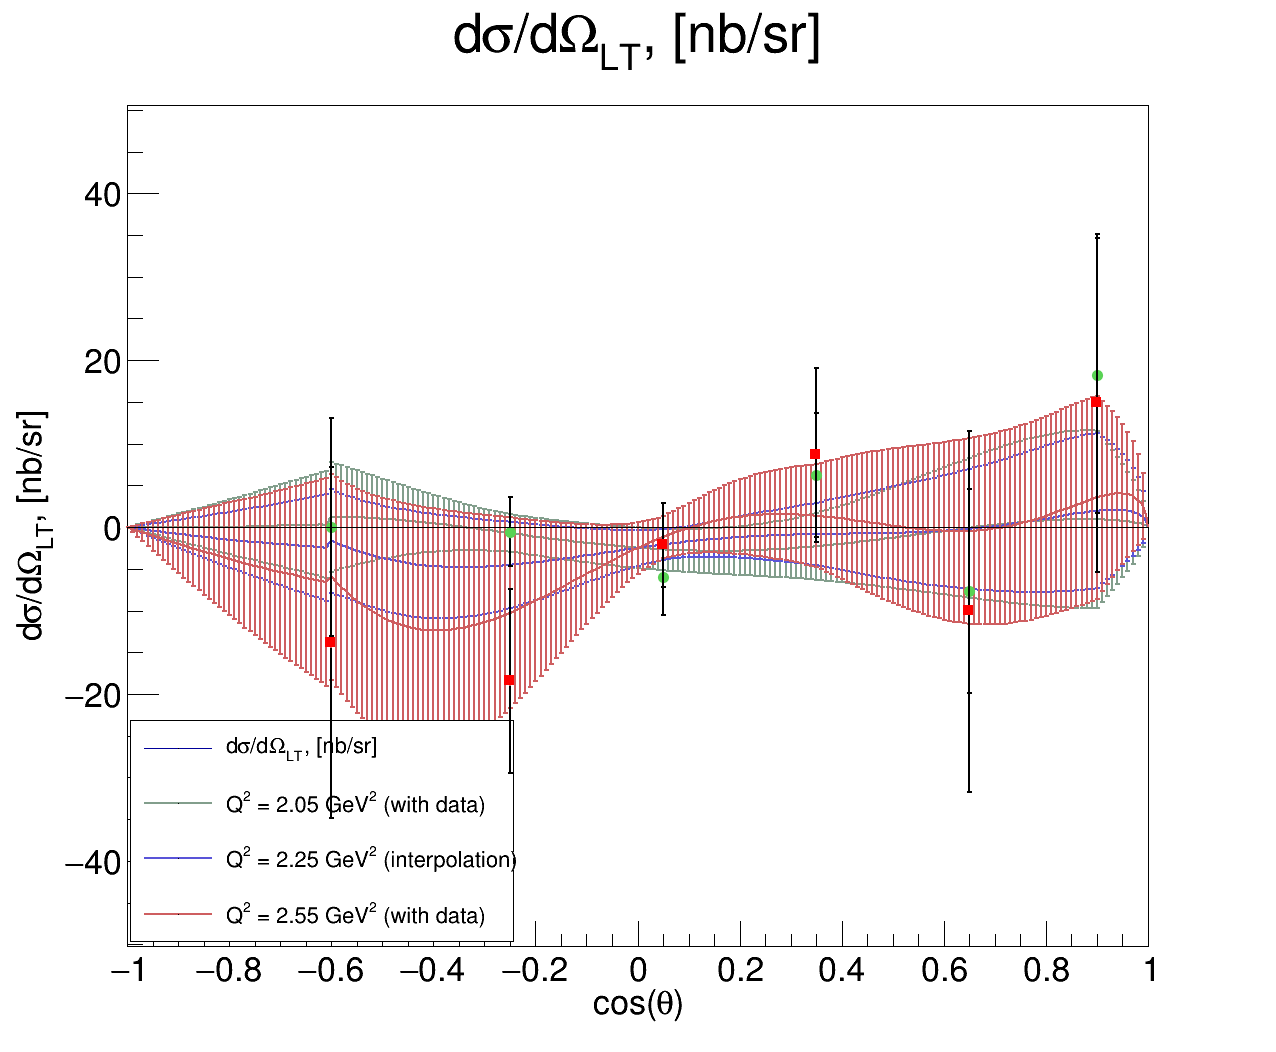 dσ/dΩ_LT, [nb/sr]
dσ/dΩ_LT, [nb/sr]
40
20
0
−20
−40
dσ/dΩ_LT, [nb/sr]
Q² = 2.05 GeV² (with data)
Q² = 2.25 GeV² (interpolation)
Q² = 2.55 GeV² (with data)
−1 −0.8 −0.6 −0.4 −0.2 0 0.2 0.4 0.6 0.8 1
cos(θ)